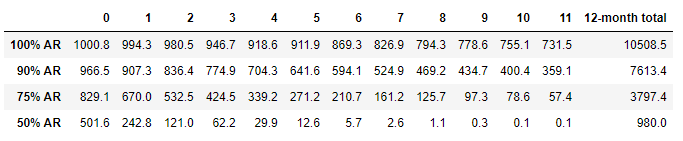 0 1 2 3 4 5 6 7 8 9 10 11 12-month total
100% AR 1000.8 994.3 980.5 946.7 918.6 911.9 869.3 826.9 794.3 778.6 755.1 731.5 10508.5
90% AR 966.5 907.3 836.4 774.9 704.3 641.6 594.1 524.9 469.2 434.7 400.4 359.1 7613.4
75% AR 829.1 670.0 532.5 424.5 339.2 271.2 210.7 161.2 125.7 97.3 78.6 57.4 3797.4
50% AR 501.6 242.8 121.0 62.2 29.9 12.6 5.7 2.6 1.1 0.3 0.1 0.1 980.0